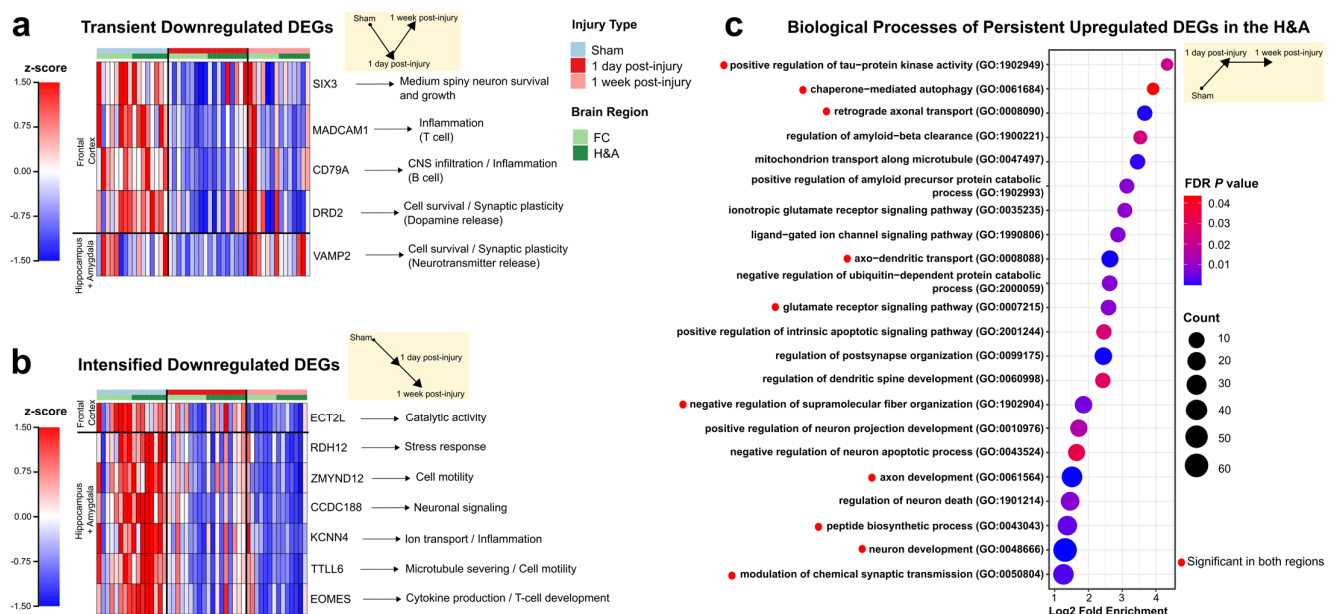 a
Transient Downregulated DEGs
Sham
1 week post-injury
1 day post-injury
z-score
1.50
0.75
0.00
-0.75
-1.50
Frontal
Cortex
Hippocampus
+ Amygdala
SIX3
Medium spiny neuron survival
and growth
MADCAM1
Inflammation
(T cell)
CD79A
CNS infiltration / Inflammation
(B cell)
DRD2
Cell survival / Synaptic plasticity
(Dopamine release)
VAMP2
Cell survival / Synaptic plasticity
(Neurotransmitter release)
Injury Type
Sham
1 day post-injury
1 week post-injury
Brain Region
FC
H&A
b
Intensified Downregulated DEGs
Sham
1 day post-injury
1 week post-injury
z-score
1.50
0.75
0.00
-0.75
-1.50
Frontal
Cortex
Hippocampus
+ Amygdala
ECT2L
Catalytic activity
RDH12
Stress response
ZMYND12
Cell motility
CCDC188
Neuronal signaling
KCNN4
Ion transport / Inflammation
TTLL6
Microtubule severing / Cell motility
EOMES
Cytokine production / T-cell development
c
Biological Processes of Persistent Upregulated DEGs in the H&A
1 day post-injury
1 week post-injury
Sham
positive regulation of tau-protein kinase activity (GO:1902949)
chaperone-mediated autophagy (GO:0061684)
retrograde axonal transport (GO:0008090)
regulation of amyloid-beta clearance (GO:1900221)
mitochondrion transport along microtubule (GO:0047497)
positive regulation of amyloid precursor protein catabolic
process (GO:1902993)
ionotropic glutamate receptor signaling pathway (GO:0035235)
ligand-gated ion channel signaling pathway (GO:1990806)
axo-dendritic transport (GO:0008088)
negative regulation of ubiquitin-dependent protein catabolic
process (GO:2000059)
glutamate receptor signaling pathway (GO:0007215)
positive regulation of intrinsic apoptotic signaling pathway (GO:2001244)
regulation of postsynapse organization (GO:0099175)
regulation of dendritic spine development (GO:0060998)
negative regulation of supramolecular fiber organization (GO:1902904)
positive regulation of neuron projection development (GO:0010976)
negative regulation of neuron apoptotic process (GO:0043524)
axon development (GO:0061564)
regulation of neuron death (GO:1901214)
peptide biosynthetic process (GO:0043043)
neuron development (GO:0048666)
modulation of chemical synaptic transmission (GO:0050804)
1 2 3 4
Log2 Fold Enrichment
FDR P value
0.04
0.03
0.02
0.01
Count
10
20
30
40
50
60
Significant in both regions